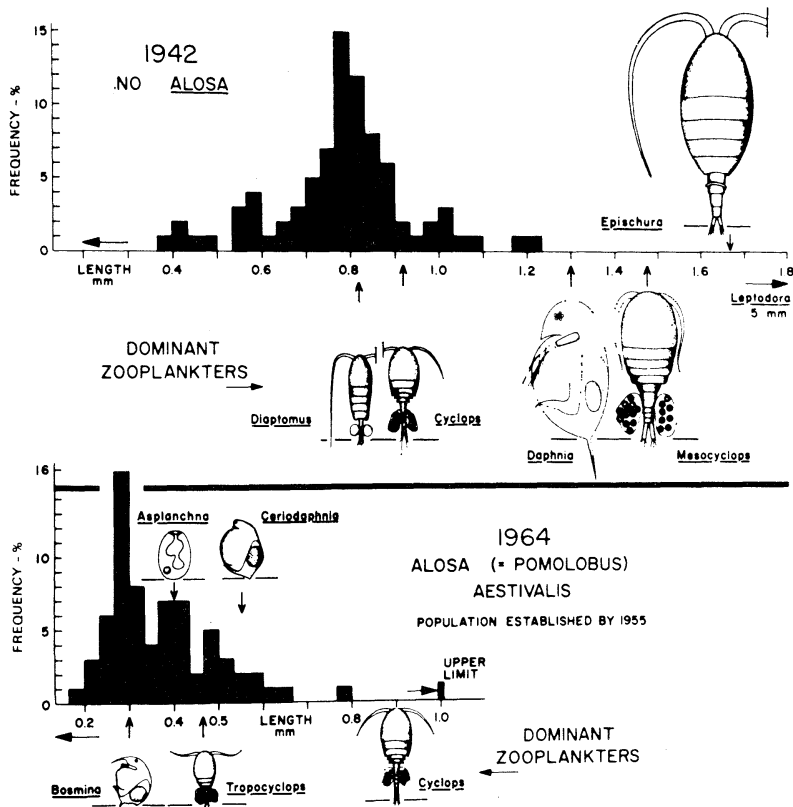 15
1942
.NO ALOSA
10
FREQUENCY - %
5
Epischura
0
LENGTH
mm
0.4
0.6
0.8
1.0
1.2
1.4
1.6
1.8
Leptodora
5 mm
DOMINANT
ZOOPLANKTERS
Diaptomus
Cyclops
Daphnia
Mesocyclops
16
Asplanchna
Ceriodaphnia
1964
ALOSA (= POMOLOBUS)
AESTIVALIS
10
FREQUENCY - %
POPULATION ESTABLISHED BY 1955
5
UPPER
LIMIT
0
0.2
0.4
0.5
LENGTH
mm
0.8
1.0
DOMINANT
ZOOPLANKTERS
Bosmina
Tropocyclops
Cyclops